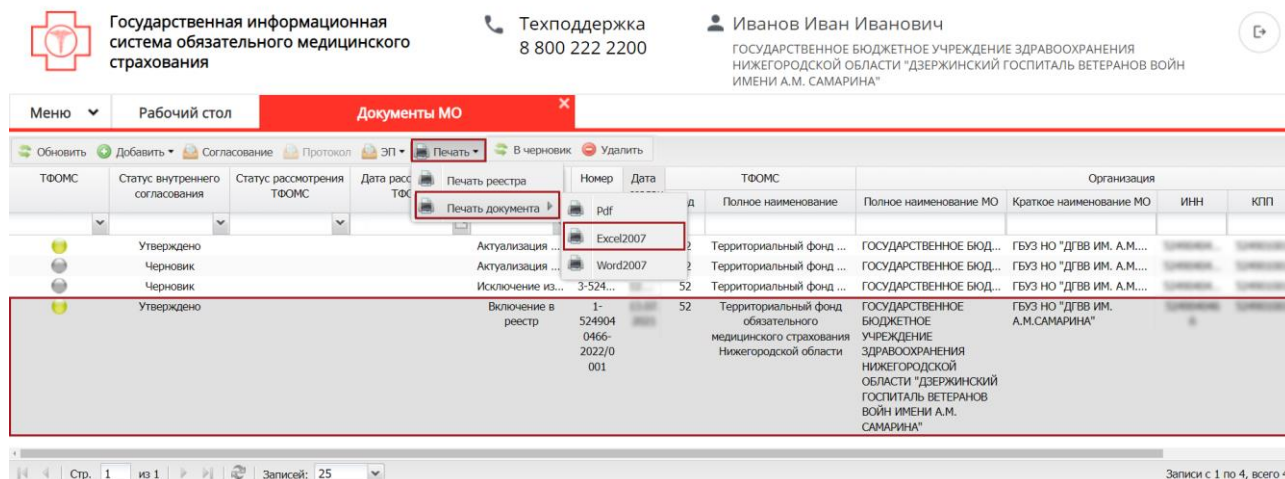 Государственная информационная
система обязательного медицинского
страхования
Техподдержка
8 800 222 2200
Иванов Иван Иванович
ГОСУДАРСТВЕННОЕ БЮДЖЕТНОЕ УЧРЕЖДЕНИЕ ЗДРАВООХРАНЕНИЯ
НИЖЕГОРОДСКОЙ ОБЛАСТИ "ДЗЕРЖИНСКИЙ ГОСПИТАЛЬ ВЕТЕРАНОВ ВОЙН
ИМЕНИ А.М. САМАРИНА"
Меню Рабочий стол Документы МО
Обновить Добавить Согласование Протокол ЭП Печать В черновик Удалить
ТФОМС Статус внутреннего Статус рассмотрения Дата расс Номер Дата ТФОМС Организация
согласования ТФОМС ТФО
Печать реестра
Печать документа
Pdf
Excel2007
Word2007
Полное наименование Полное наименование МО Краткое наименование МО ИНН КПП
Утверждено Актуализация ... 2 Территориальный фонд ... ГОСУДАРСТВЕННОЕ БЮД... ГБУЗ НО "ДГВВ ИМ. А.М....
Черновик Актуализация ... 2 Территориальный фонд ... ГОСУДАРСТВЕННОЕ БЮД... ГБУЗ НО "ДГВВ ИМ. А.М....
Черновик Исключение из... 3-524... 52 Территориальный фонд ... ГОСУДАРСТВЕННОЕ БЮД... ГБУЗ НО "ДГВВ ИМ. А.М....
Утверждено Включение в 1- 52 Территориальный фонд ГОСУДАРСТВЕННОЕ ГБУЗ НО "ДГВВ ИМ.
реестр 524904 обязательного БЮДЖЕТНОЕ А.М.САМАРИНА"
0466- медицинского страхования УЧРЕЖДЕНИЕ
2022/0 Нижегородской области ЗДРАВООХРАНЕНИЯ
001 НИЖЕГОРОДСКОЙ
ОБЛАСТИ "ДЗЕРЖИНСКИЙ
ГОСПИТАЛЬ ВЕТЕРАНОВ
ВОЙН ИМЕНИ А.М.
САМАРИНА"
Стр. 1 из 1 Записей: 25 Записи с 1 по 4, всего 4